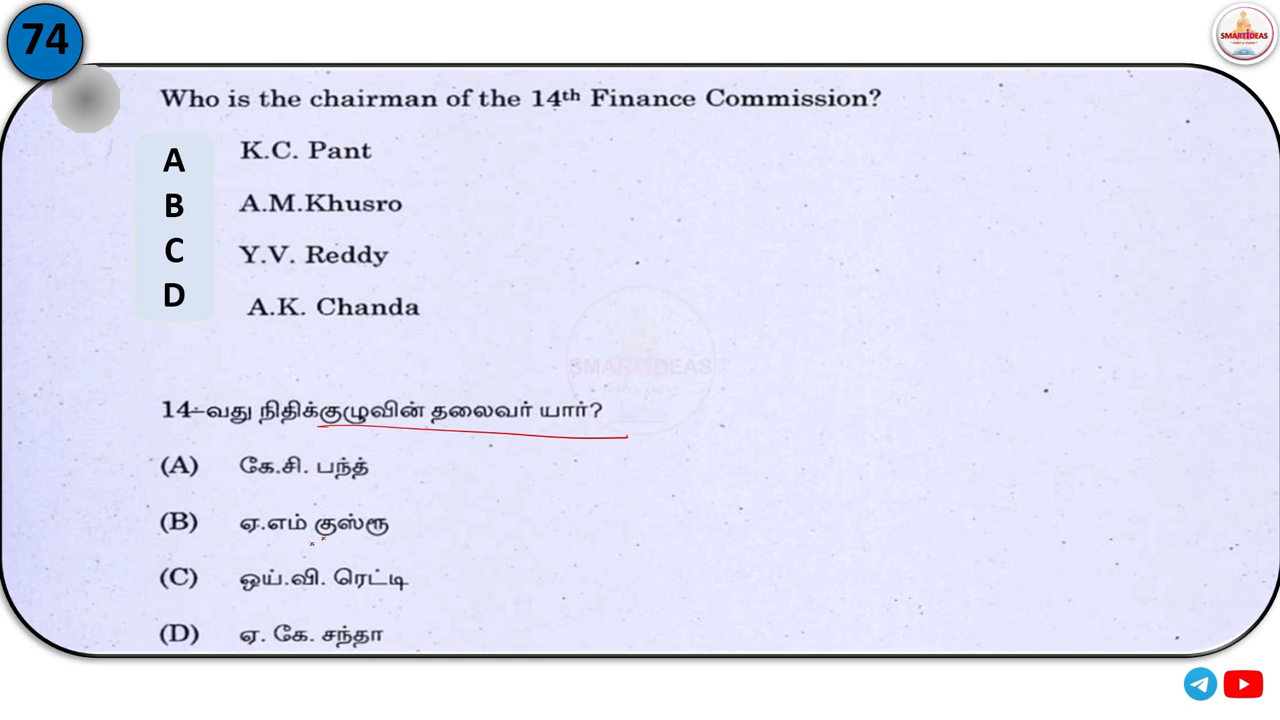 74
SMARTIDEAS
Who is the chairman of the 14th Finance Commission?
A K.C. Pant
B A.M.Khusro
C Y.V. Reddy
D A.K. Chanda
SMARTIDEAS
14-வது நிதிக்குழுவின் தலைவர் யார்?
(A) கே.சி. பந்த்
(B) ஏ.எம் குஸ்ரூ
(C) ஒய்.வி. ரெட்டி
(D) ஏ. கே. சந்தா